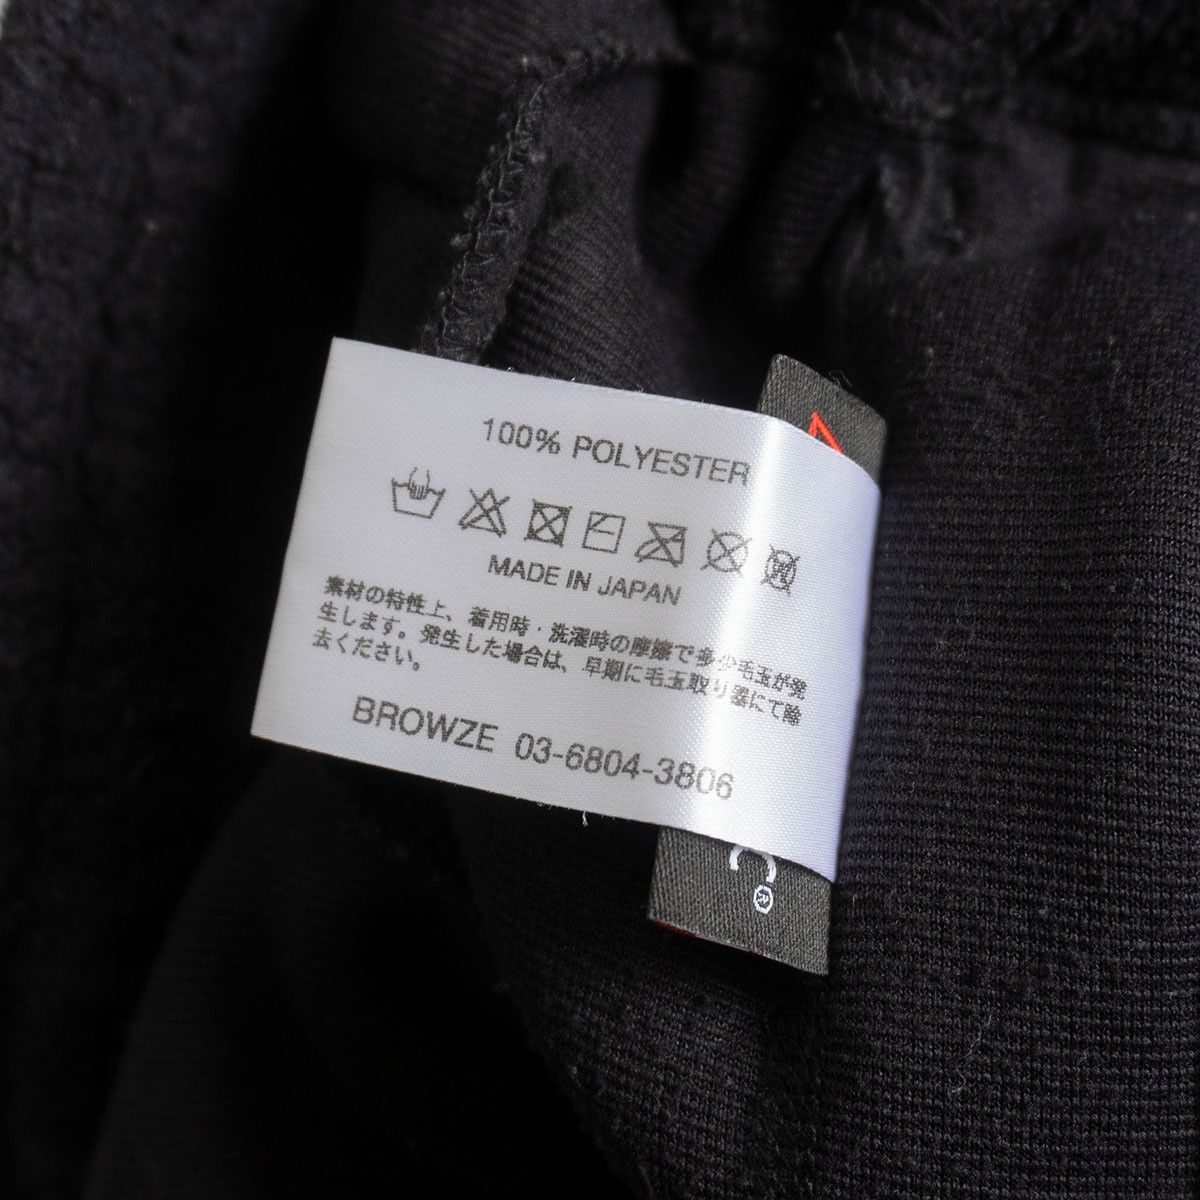 100% POLYESTER
MADE IN JAPAN
素材の特性上、着用時・洗濯時の摩擦で多少毛玉が発
生します。発生した場合は、早期に毛玉取り器にて除
去ください。
BROWZE 03-6804-3806
®